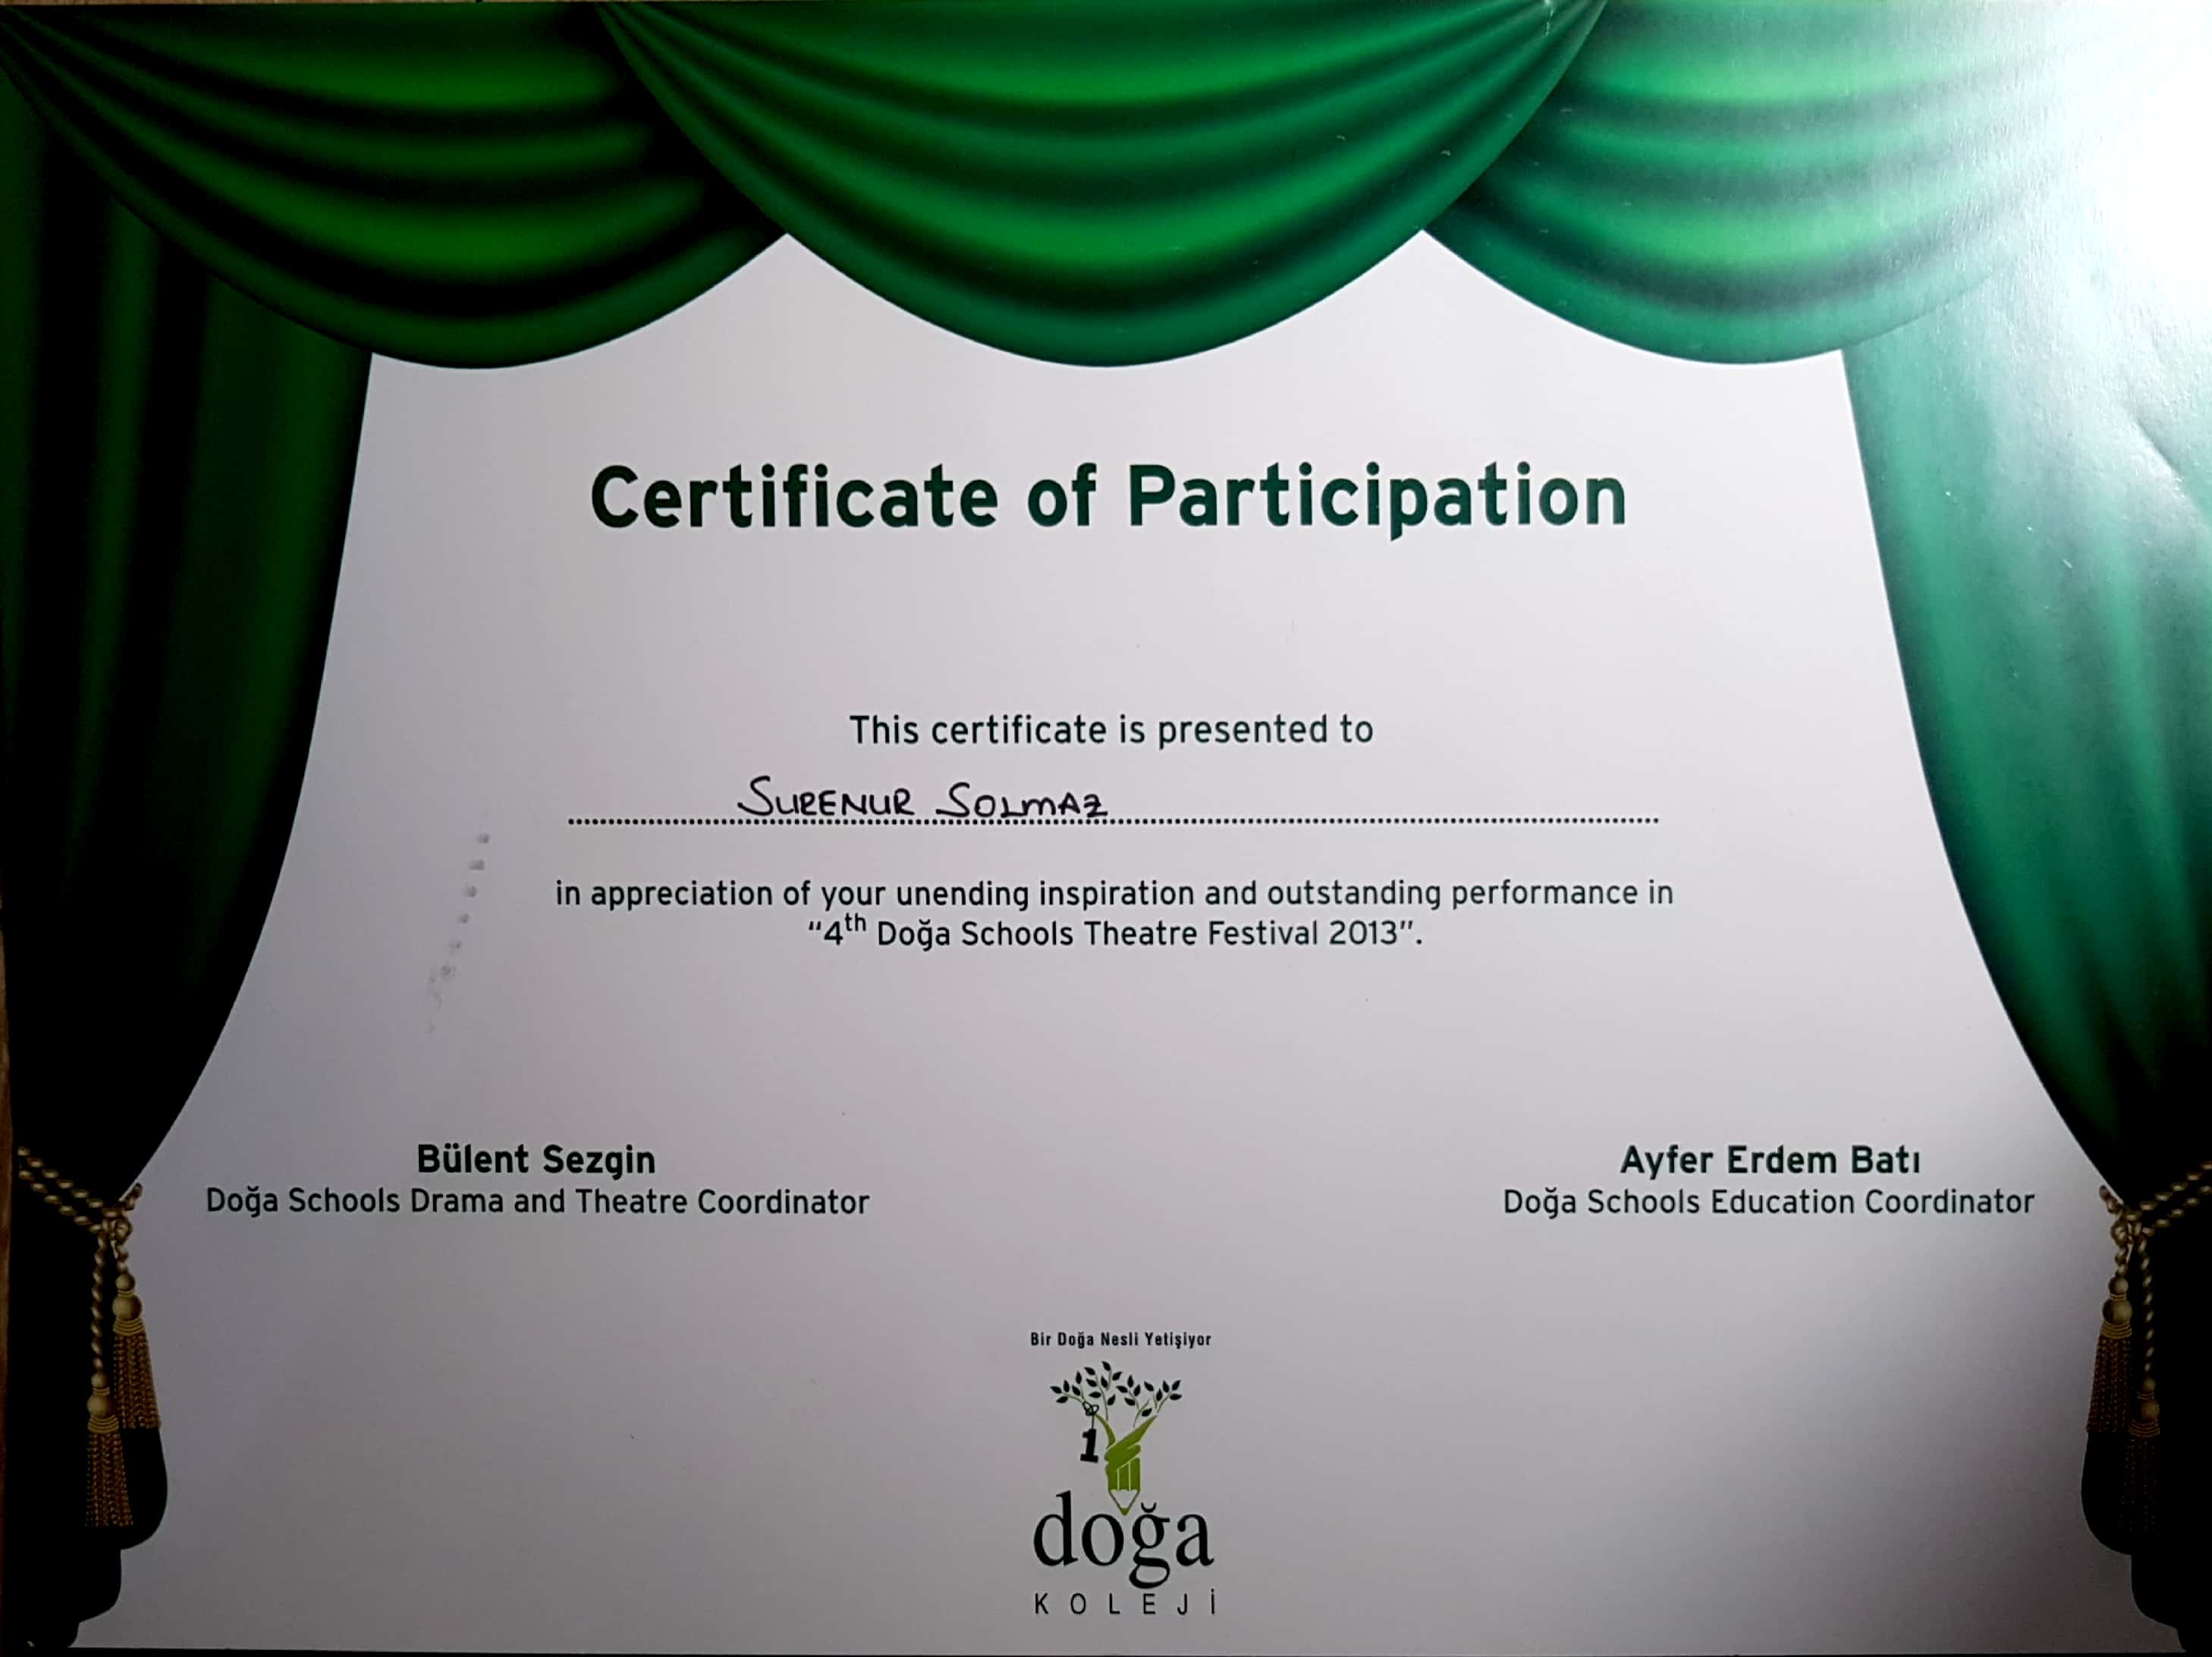 Certificate of Participation
This certificate is presented to
SURENUR SOLMAZ
in appreciation of your unending inspiration and outstanding performance in
“4th Doğa Schools Theatre Festival 2013”.
Bülent Sezgin
Doğa Schools Drama and Theatre Coordinator
Ayfer Erdem Batı
Doğa Schools Education Coordinator
Bir Doğa Nesli Yetişiyor
1
doğa
KOLEJİ